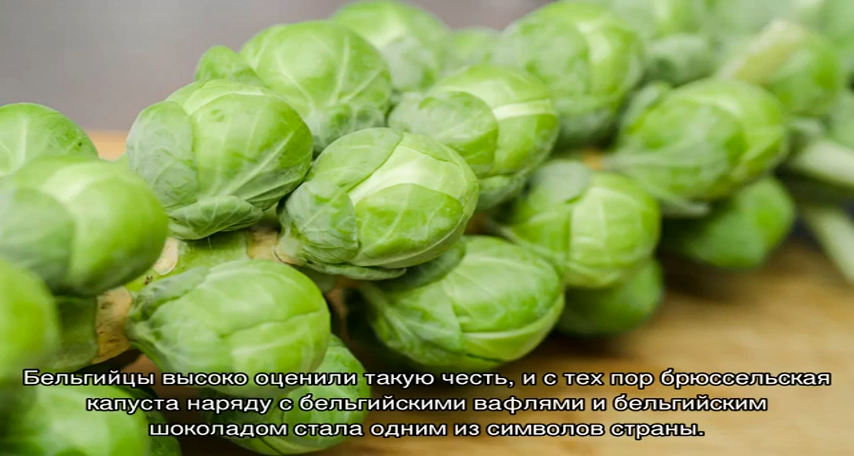 Бельгийцы высоко оценили такую честь, и с тех пор брюссельская
капуста наряду с бельгийскими вафлями и бельгийским
шоколадом стала одним из символов страны.